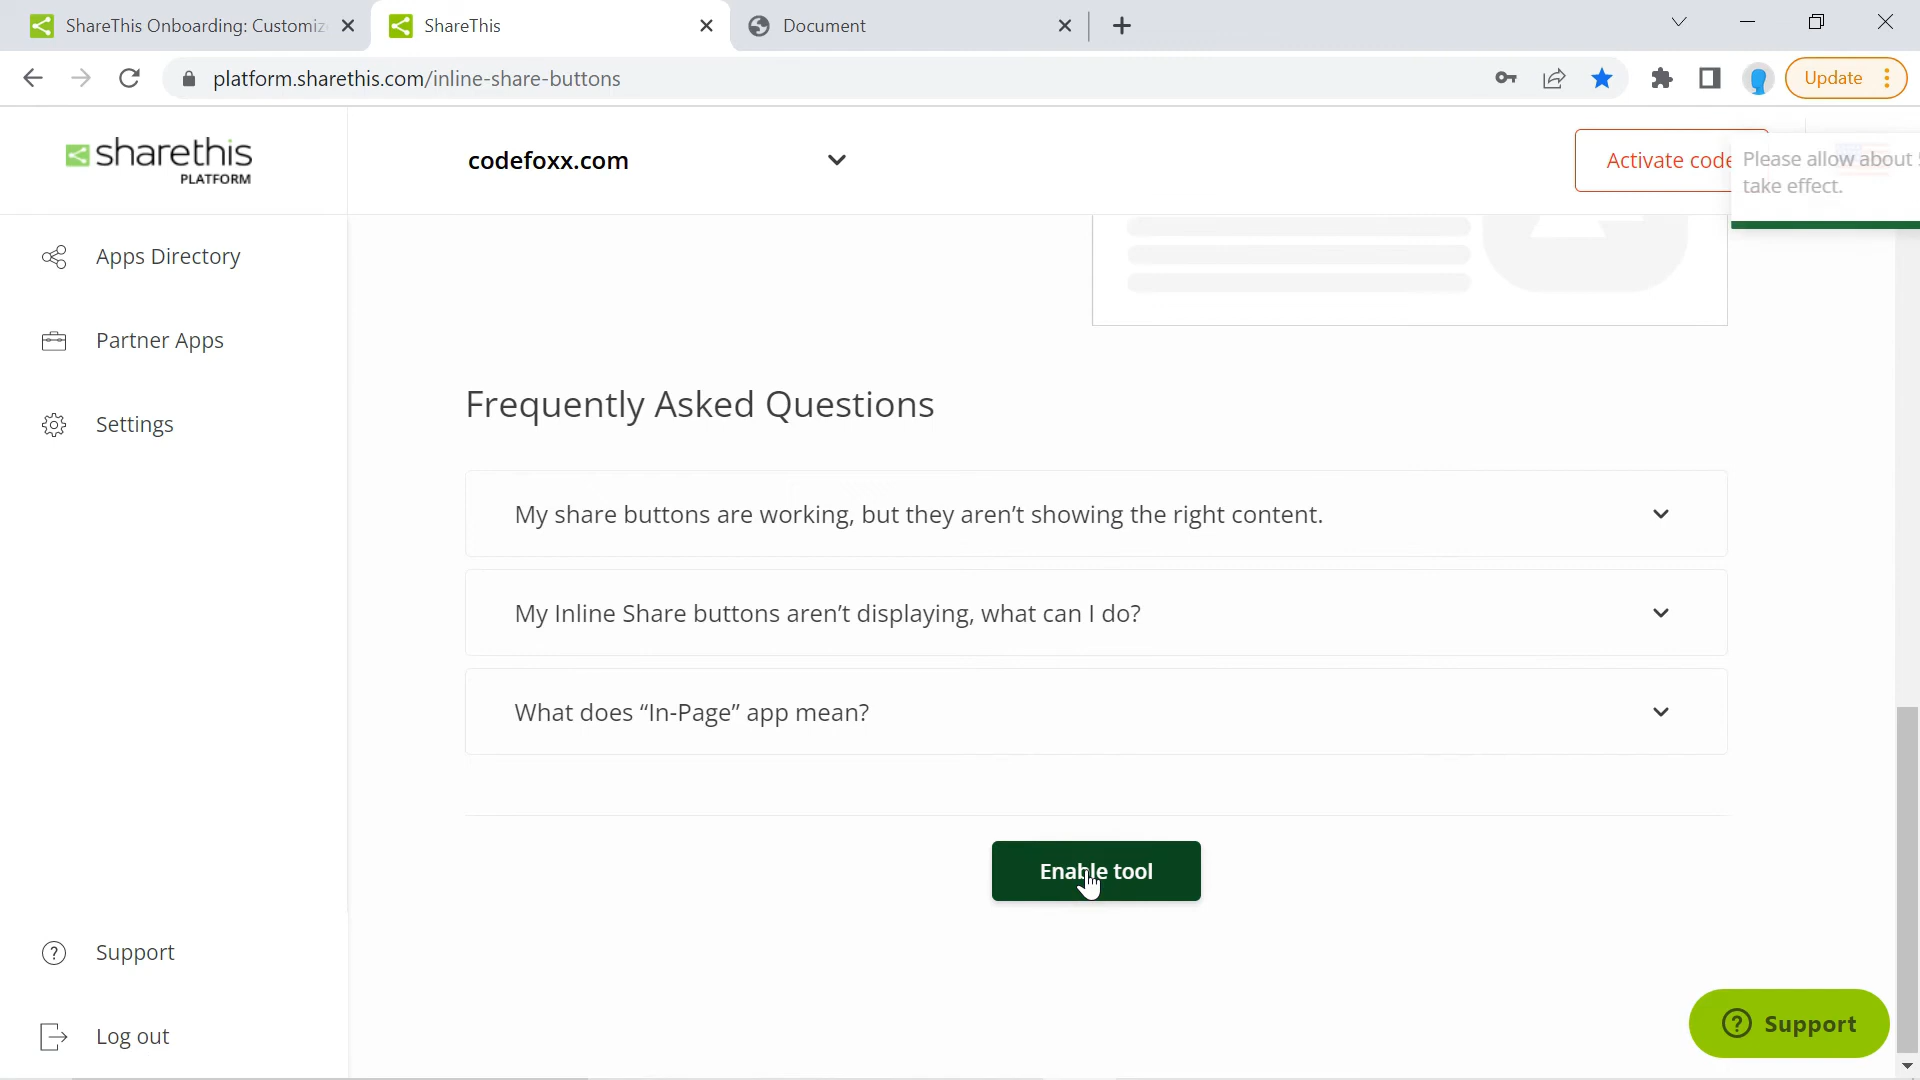 ShareThis Onboarding: Customiz
ShareThis
Document
platform.sharethis.com/inline-share-buttons
Update
sharethis
PLATFORM
codefoxx.com
Activate code
Please allow about
take effect.
Apps Directory
Partner Apps
Settings
Frequently Asked Questions
My share buttons are working, but they aren’t showing the right content.
My Inline Share buttons aren’t displaying, what can I do?
What does “In-Page” app mean?
Enable tool
Support
Log out
Support